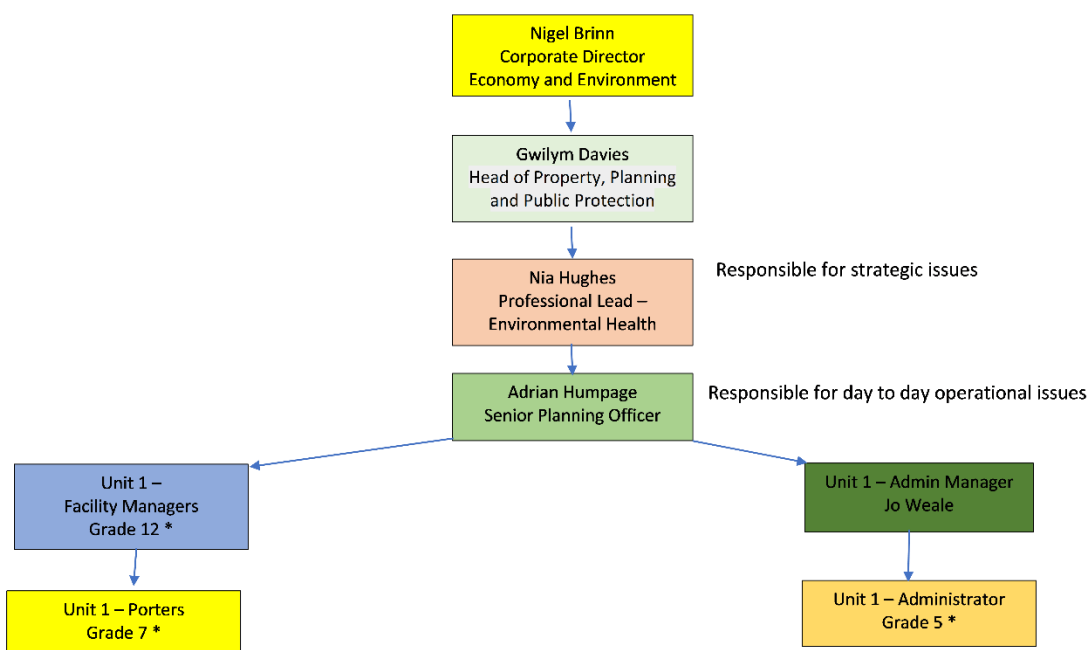 Nigel Brinn
Corporate Director
Economy and Environment
Gwilym Davies
Head of Property, Planning
and Public Protection
Nia Hughes
Professional Lead –
Environmental Health
Responsible for strategic issues
Adrian Humpage
Senior Planning Officer
Responsible for day to day operational issues
Unit 1 –
Facility Managers
Grade 12 *
Unit 1 – Admin Manager
Jo Weale
Unit 1 – Porters
Grade 7 *
Unit 1 – Administrator
Grade 5 *